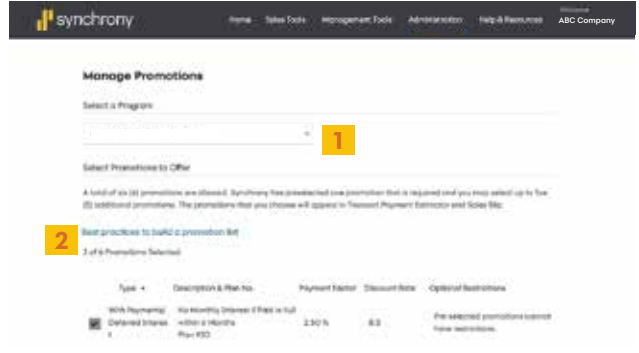 synchrony
Home Sales Tools Management Tools Administration Help & Resources Welcome ABC Company
Manage Promotions
Select a Program
1
Select Promotions to Offer
A total of six (6) promotions are allowed. Synchrony has preselected one promotion that is required and you may select up to five
(5) additional promotions. The promotions that you choose will appear in Transact Payment Estimator and Sales Slip.
2
Best practices to build a promotion list
of 6 Promotions Selected
Type Description & Plan No. Payment Factor Discount Rate Optional Restrictions
With Payments/ No Monthly Interest if Paid in Full
Deferred Interes within 6 Months
t Plan
2.50 %
Pre-selected promotions cannot
have restrictions.